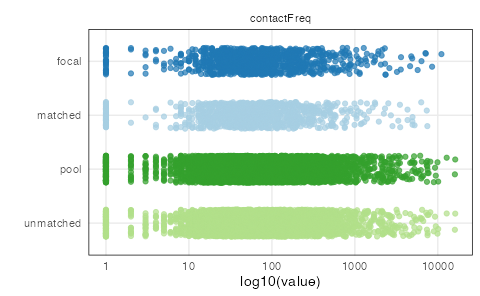 contactFreq
focal
matched
pool
unmatched
1 10 100 1000 10000
log10(value)